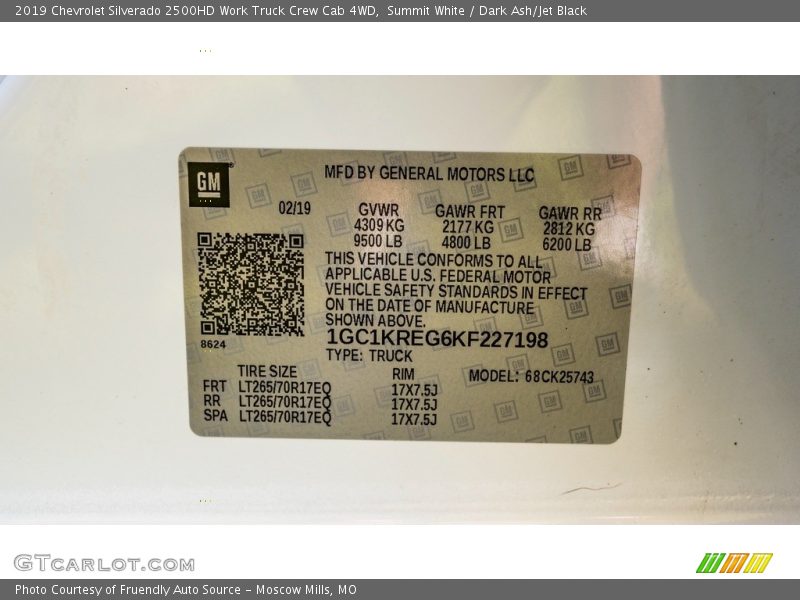 2019 Chevrolet Silverado 2500HD Work Truck Crew Cab 4WD, Summit White / Dark Ash/Jet Black
GM
MFD BY GENERAL MOTORS LLC
02/19 GVWR GAWR FRT GAWR RR
4309 KG 2177 KG 2812 KG
9500 LB 4800 LB 6200 LB
THIS VEHICLE CONFORMS TO ALL
APPLICABLE U.S. FEDERAL MOTOR
VEHICLE SAFETY STANDARDS IN EFFECT
ON THE DATE OF MANUFACTURE
SHOWN ABOVE.
8624
1GC1KREG6KF227198
TYPE: TRUCK
TIRE SIZE RIM MODEL: 68CK25743
FRT LT265/70R17EQ 17X7.5J
RR LT265/70R17EQ 17X7.5J
SPA LT265/70R17EQ 17X7.5J
GTCARLOT.COM
Photo Courtesy of Fruendly Auto Source - Moscow Mills, MO